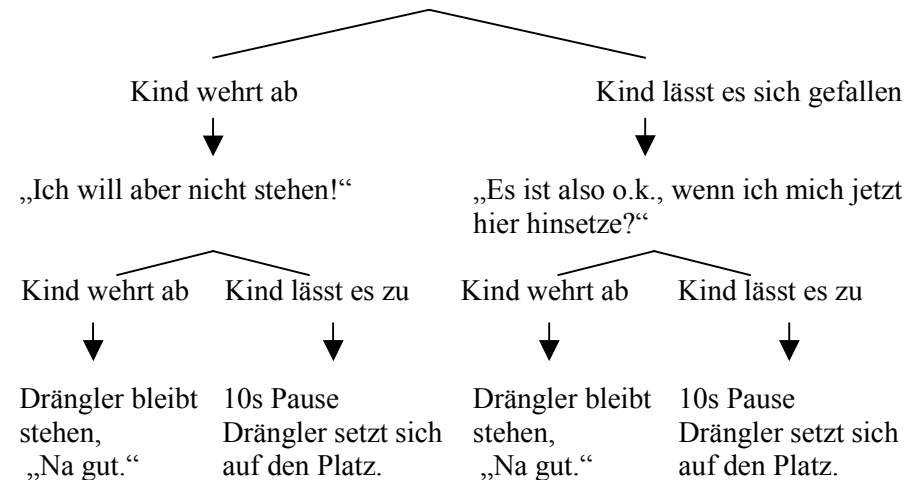 Kind wehrt ab
Kind lässt es sich gefallen
„Ich will aber nicht stehen!“
„Es ist also o.k., wenn ich mich jetzt
hier hinsetze?“
Kind wehrt ab
Kind lässt es zu
Kind wehrt ab
Kind lässt es zu
Drängler bleibt
stehen,
„Na gut.“
10s Pause
Drängler setzt sich
auf den Platz.
Drängler bleibt
stehen,
„Na gut.“
10s Pause
Drängler setzt sich
auf den Platz.